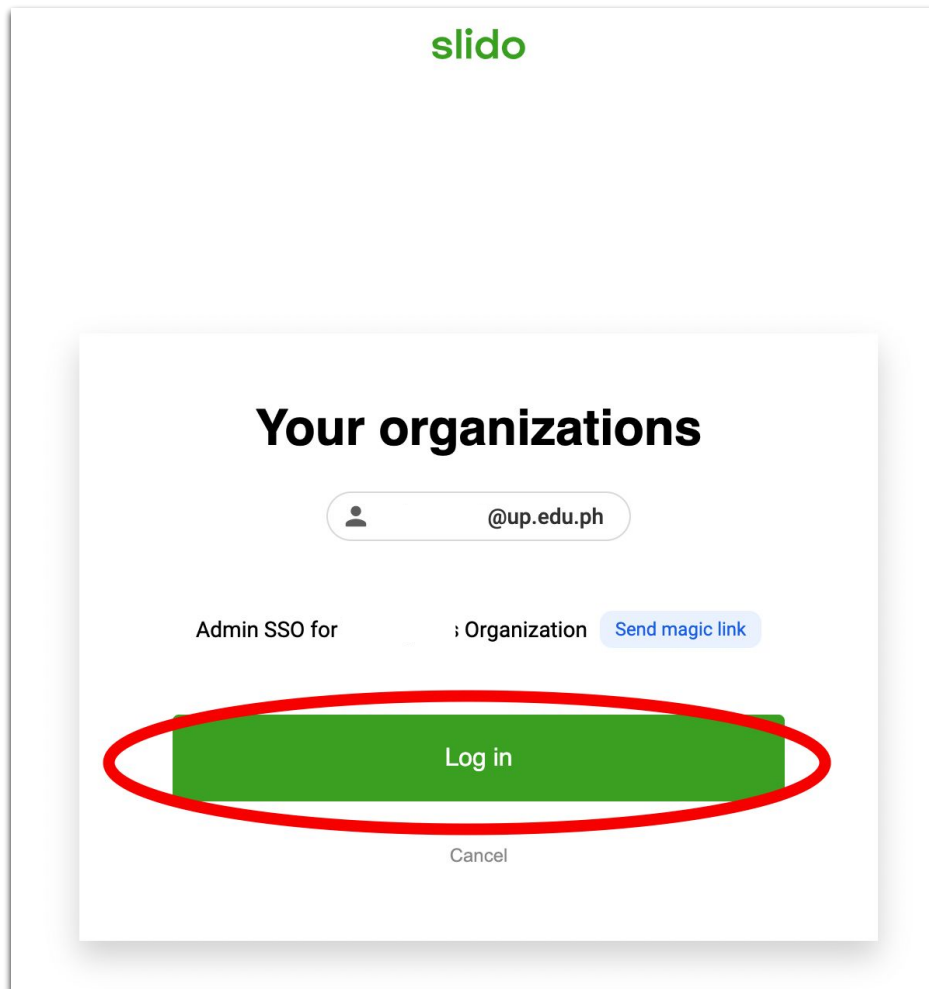 slido
Your organizations
@up.edu.ph
Admin SSO for s Organization Send magic link
Log in
Cancel